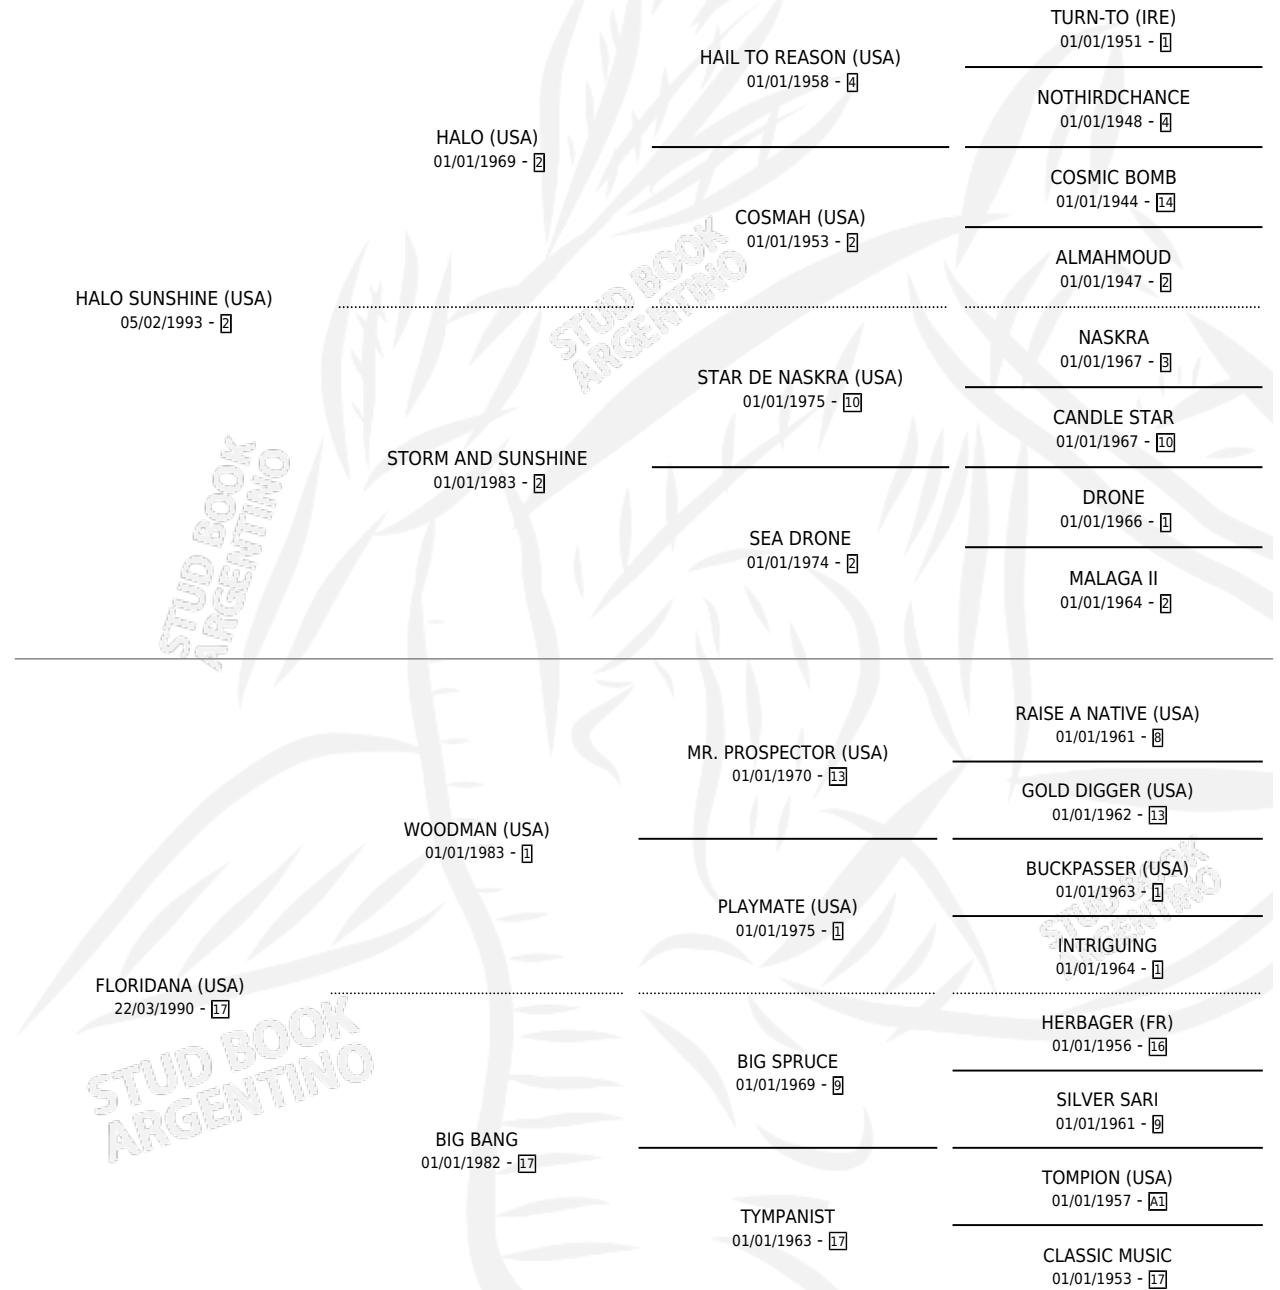 TURN-TO (IRE)
01/01/1951 - 1
HAIL TO REASON (USA)
01/01/1958 - 4
NOTHIRDCHANCE
01/01/1948 - 4
HALO (USA)
01/01/1969 - 2
COSMIC BOMB
01/01/1944 - 14
COSMAH (USA)
01/01/1953 - 2
ALMAHMOUD
01/01/1947 - 2
HALO SUNSHINE (USA)
05/02/1993 - 2
STUD BOOK
ARGENTINO
NASKRA
01/01/1967 - 3
STAR DE NASKRA (USA)
01/01/1975 - 10
CANDLE STAR
01/01/1967 - 10
STORM AND SUNSHINE
01/01/1983 - 2
DRONE
01/01/1966 - 1
SEA DRONE
01/01/1974 - 2
MALAGA II
01/01/1964 - 2
STUD BOOK
ARGENTINO
RAISE A NATIVE (USA)
01/01/1961 - 8
MR. PROSPECTOR (USA)
01/01/1970 - 13
GOLD DIGGER (USA)
01/01/1962 - 13
WOODMAN (USA)
01/01/1983 - 1
BUCKPASSER (USA)
01/01/1963 - 1
PLAYMATE (USA)
01/01/1975 - 1
STUD BOOK
ARGENTINO
INTRIGUING
01/01/1964 - 1
FLORIDANA (USA)
22/03/1990 - 17
HERBAGER (FR)
01/01/1956 - 16
BIG SPRUCE
01/01/1969 - 9
STUD BOOK
ARGENTINO
SILVER SARI
01/01/1961 - 9
BIG BANG
01/01/1982 - 17
TOMPION (USA)
01/01/1957 - A1
TYMPANIST
01/01/1963 - 17
CLASSIC MUSIC
01/01/1953 - 17